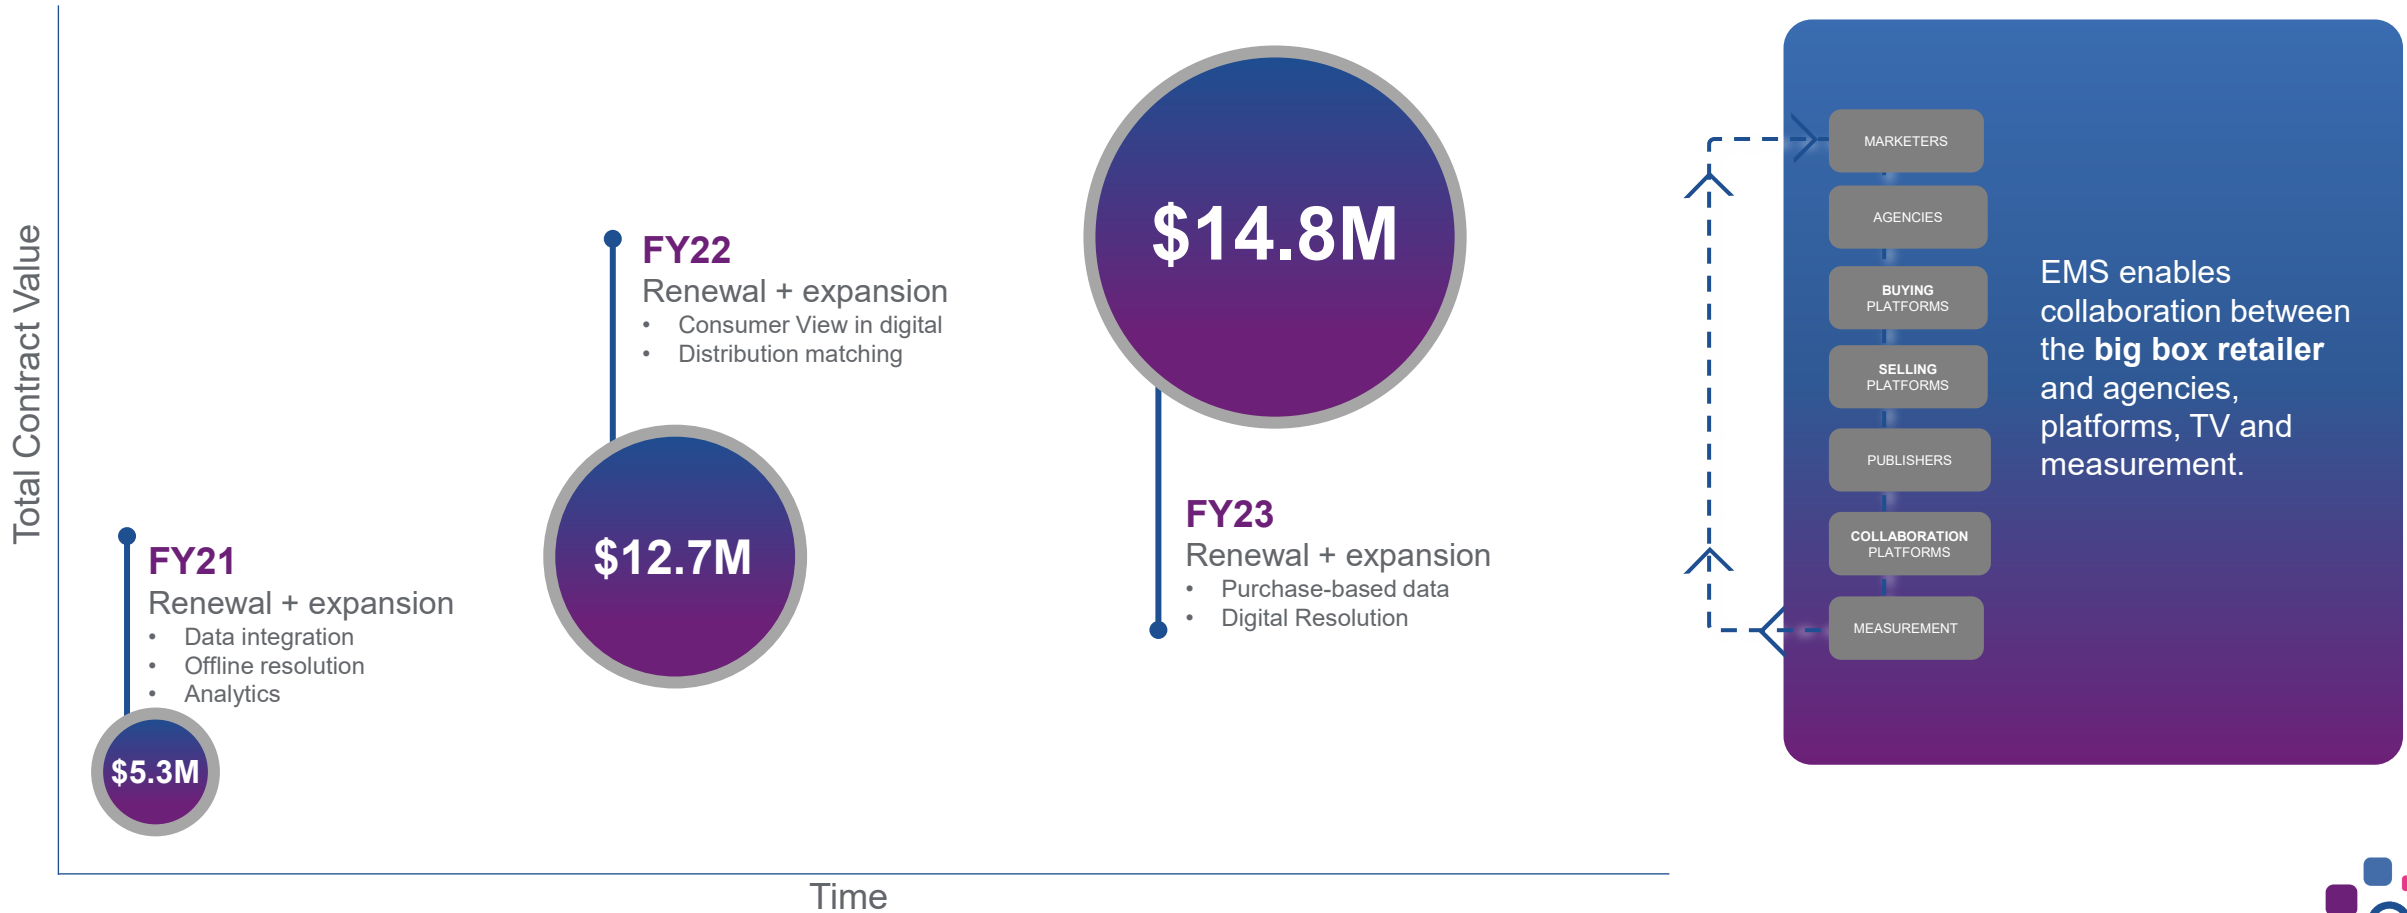 Total Contract Value
FY21
Renewal + expansion
• Data integration
• Offline resolution
• Analytics
$5.3M
FY22
Renewal + expansion
• Consumer View in digital
• Distribution matching
$12.7M
$14.8M
FY23
Renewal + expansion
• Purchase-based data
• Digital Resolution
Time
MARKETERS
AGENCIES
BUYING
PLATFORMS
SELLING
PLATFORMS
PUBLISHERS
COLLABORATION
PLATFORMS
MEASUREMENT
EMS enables
collaboration between
the big box retailer
and agencies,
platforms, TV and
measurement.